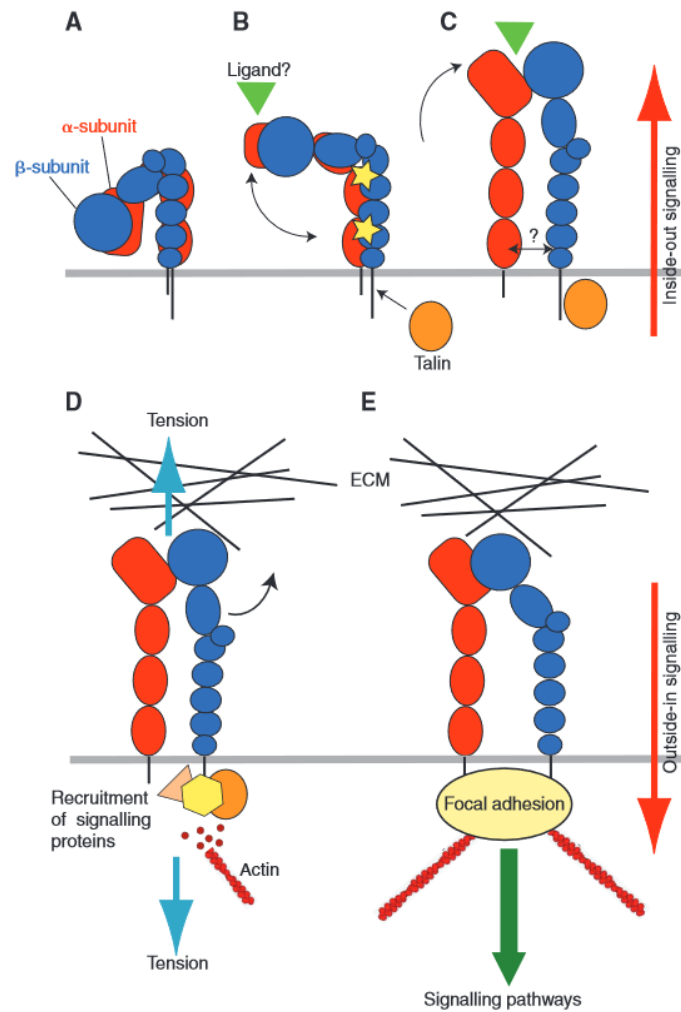 A
B
C
Ligand?
α-subunit
β-subunit
?
Talin
Inside-out signalling
D
E
Tension
ECM
Outside-in signalling
Recruitment
of signalling
proteins
Focal adhesion
Actin
Tension
Signalling pathways